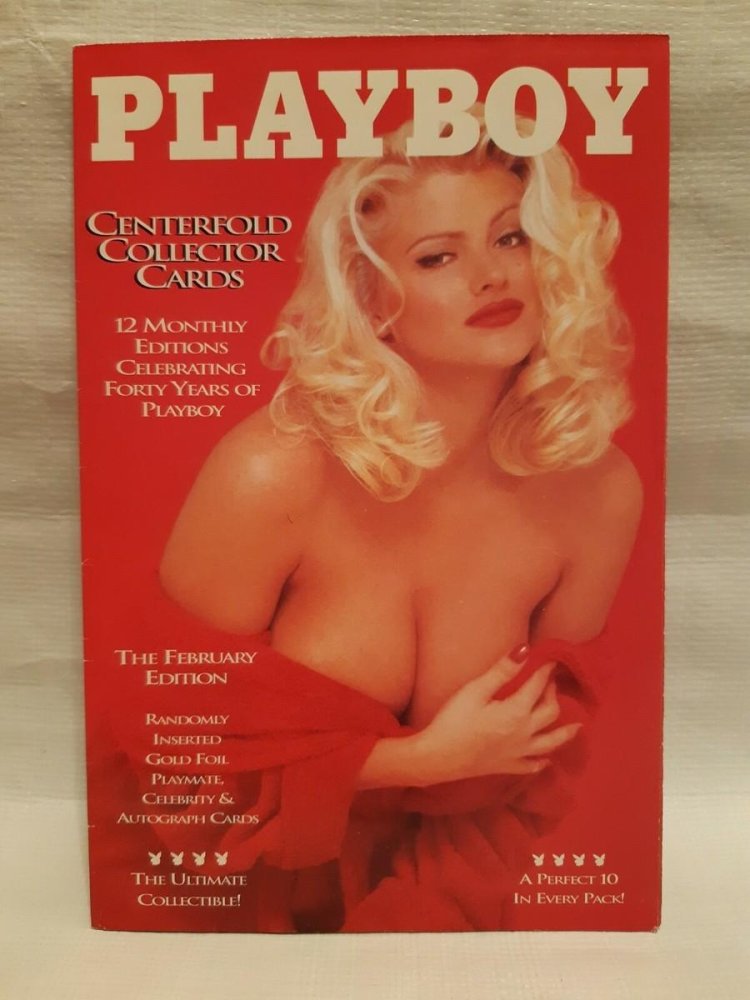 PLAYBOY
CENTERFOLD
COLLECTOR
CARDS
12 MONTHLY
EDITIONS
CELEBRATING
FORTY YEARS OF
PLAYBOY
THE FEBRUARY
EDITION
RANDOMLY
INSERTED
GOLD FOIL
PLAYMATE,
CELEBRITY &
AUTOGRAPH CARDS
THE ULTIMATE
COLLECTIBLE!
A PERFECT 10
IN EVERY PACK!